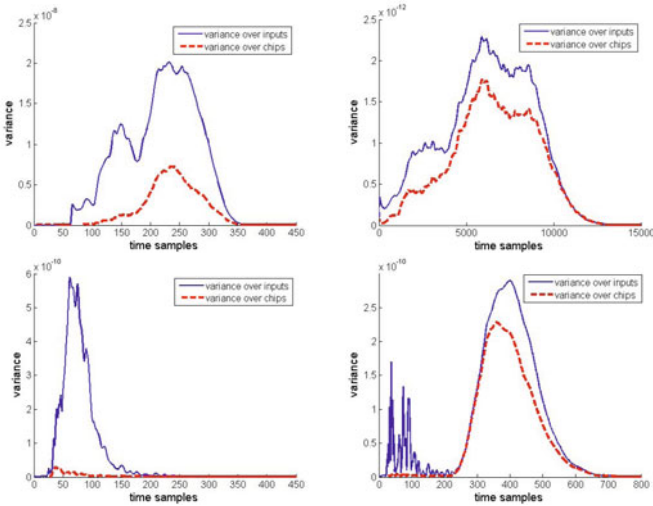 x 10⁻⁸
2.5
2
1.5
1
0.5
0
variance
variance over inputs
variance over chips
0 50 100 150 200 250 300 350 400 450
time samples
x 10⁻¹²
2.5
2
1.5
1
0.5
0
variance
variance over inputs
variance over chips
0 5000 10000 15000
time samples
x 10⁻¹⁰
6
5
4
3
2
1
0
variance
variance over inputs
variance over chips
0 50 100 150 200 250 300 350 400 450
time samples
x 10⁻¹⁰
2.5
2
1.5
1
0.5
0
variance
variance over inputs
variance over chips
0 100 200 300 400 500 600 700 800
time samples